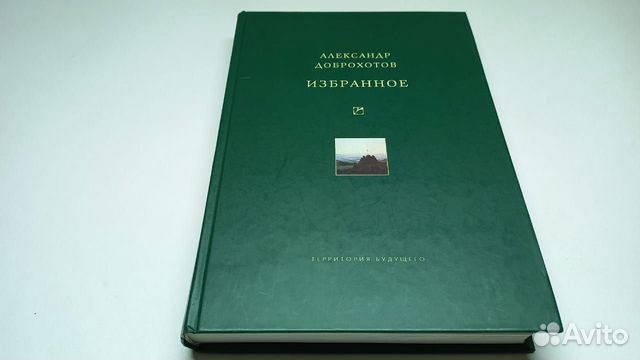 АЛЕКСАНДР
ДОБРОХОТОВ
ИЗБРАННОЕ
ТЕРРИТОРИЯ БУДУЩЕГО
Avito